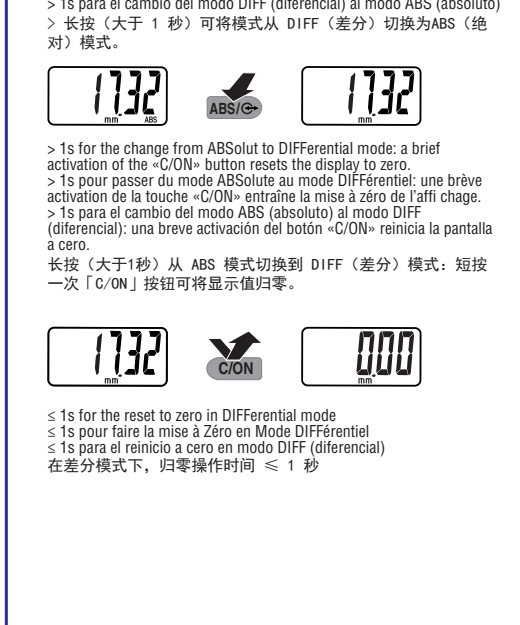 > 1s para el cambio del modo DIFF (diferencial) al modo ABS (absoluto)
> 长按（大于 1 秒）可将模式从 DIFF（差分）切换为ABS（绝
对）模式。
17.32 mm ABS
ABS/
17.32 mm
> 1s for the change from ABSolut to DIFFerential mode: a brief
activation of the «C/ON» button resets the display to zero.
> 1s pour passer du mode ABSolute au mode DIFFérentiel: une brève
activation de la touche «C/ON» entraîne la mise à zéro de l'affi chage.
> 1s para el cambio del modo ABS (absoluto) al modo DIFF
(diferencial): una breve activación del botón «C/ON» reinicia la pantalla
a cero.
长按（大于1秒）从 ABS 模式切换到 DIFF（差分）模式：短按
一次「C/ON」按钮可将显示值归零。
17.32 mm
C/ON
0.00 mm
≤ 1s for the reset to zero in DIFFerential mode
≤ 1s pour faire la mise à Zéro en Mode DIFFérentiel
≤ 1s para el reinicio a cero en modo DIFF (diferencial)
在差分模式下，归零操作时间 ≤ 1 秒